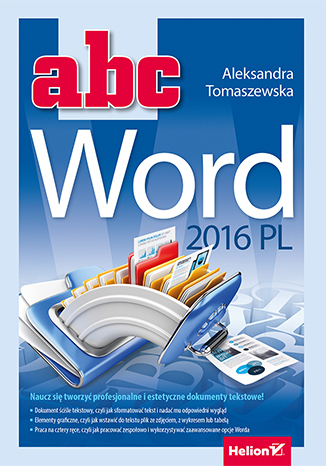 abc
Aleksandra
Tomaszewska
Word
2016 PL
Naucz się tworzyć profesjonalne i estetyczne dokumenty tekstowe!
• Dokument ściśle tekstowy, czyli jak sformatować tekst i nadać mu odpowiedni wygląd
• Elementy graficzne, czyli jak wstawić do tekstu plik ze zdjęciem, z wykresem lub tabelą
• Praca na cztery ręce, czyli jak pracować zespołowo i wykorzystywać zaawansowane opcje Worda
Helion